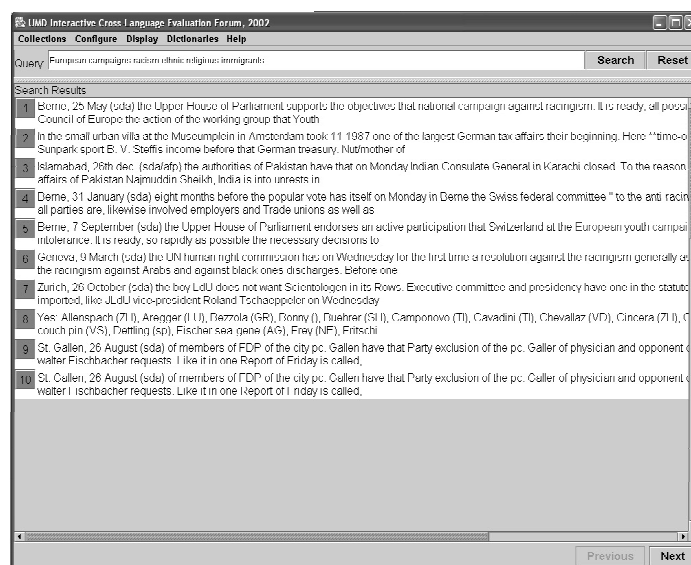 UMD Interactive Cross Language Evaluation Forum, 2002
Collections Configure Display Dictionaries Help
Query European campaigns racism ethnic religious immigrants Search Reset
Search Results
1 Berne, 25 May (sda) the Upper House of Parliament supports the objectives that national campaign against racingism. It is ready, all possi
Council of Europe the action of the working group that Youth
2 In the small urban villa at the Museumplein in Amsterdam took 11 1987 one of the largest German tax affairs their beginning. Here **time-o
Sunpark sport B. V. Steffis income before that German treasury. Nut/mother of
3 Islamabad, 26th dec. (sda/afp) the authorities of Pakistan have that on Monday Indian Consulate General in Karachi closed. To the reason
affairs of Pakistan Najmuddin Sheikh, India is into unrests in
4 Berne, 31 January (sda) eight months before the popular vote has itself on Monday in Berne the Swiss federal committee " to the anti racin
all parties are, likewise involved employers and Trade unions as well as
5 Berne, 7 September (sda) the Upper House of Parliament endorses an active participation that Switzerland at the European youth campai
intolerance. It is ready, so rapidly as possible the necessary decisions to
6 Geneva, 9 March (sda) the UN human right commission has on Wednesday for the first time a resolution against the racingism generally as
the racingism against Arabs and against black ones discharges. Before one
7 Zurich, 26 October (sda) the boy LdU does not want Scientologen in its Rows. Executive committee and presidency have one in the statute
imported, like JLdU vice-president Roland Tschaeppeler on Wednesday
8 Yes: Allenspach (ZH), Aregger (LU), Bezzola (GR), Bonny (), Buehrer (SH), Camponovo (TI), Cavadini (TI), Chevallaz (VD), Cincera (ZH), C
couch pin (VS), Dettling (sp), Fischer sea gene (AG), Frey (NE), Fritschi
9 St. Gallen, 26 August (sda) of members of FDP of the city pc. Gallen have that Party exclusion of the pc. Galler of physician and opponent o
walter Fischbacher requests. Like it in one Report of Friday is called,
10 St. Gallen, 26 August (sda) of members of FDP of the city pc. Gallen have that Party exclusion of the pc. Galler of physician and opponent o
walter Fischbacher requests. Like it in one Report of Friday is called,
Previous Next